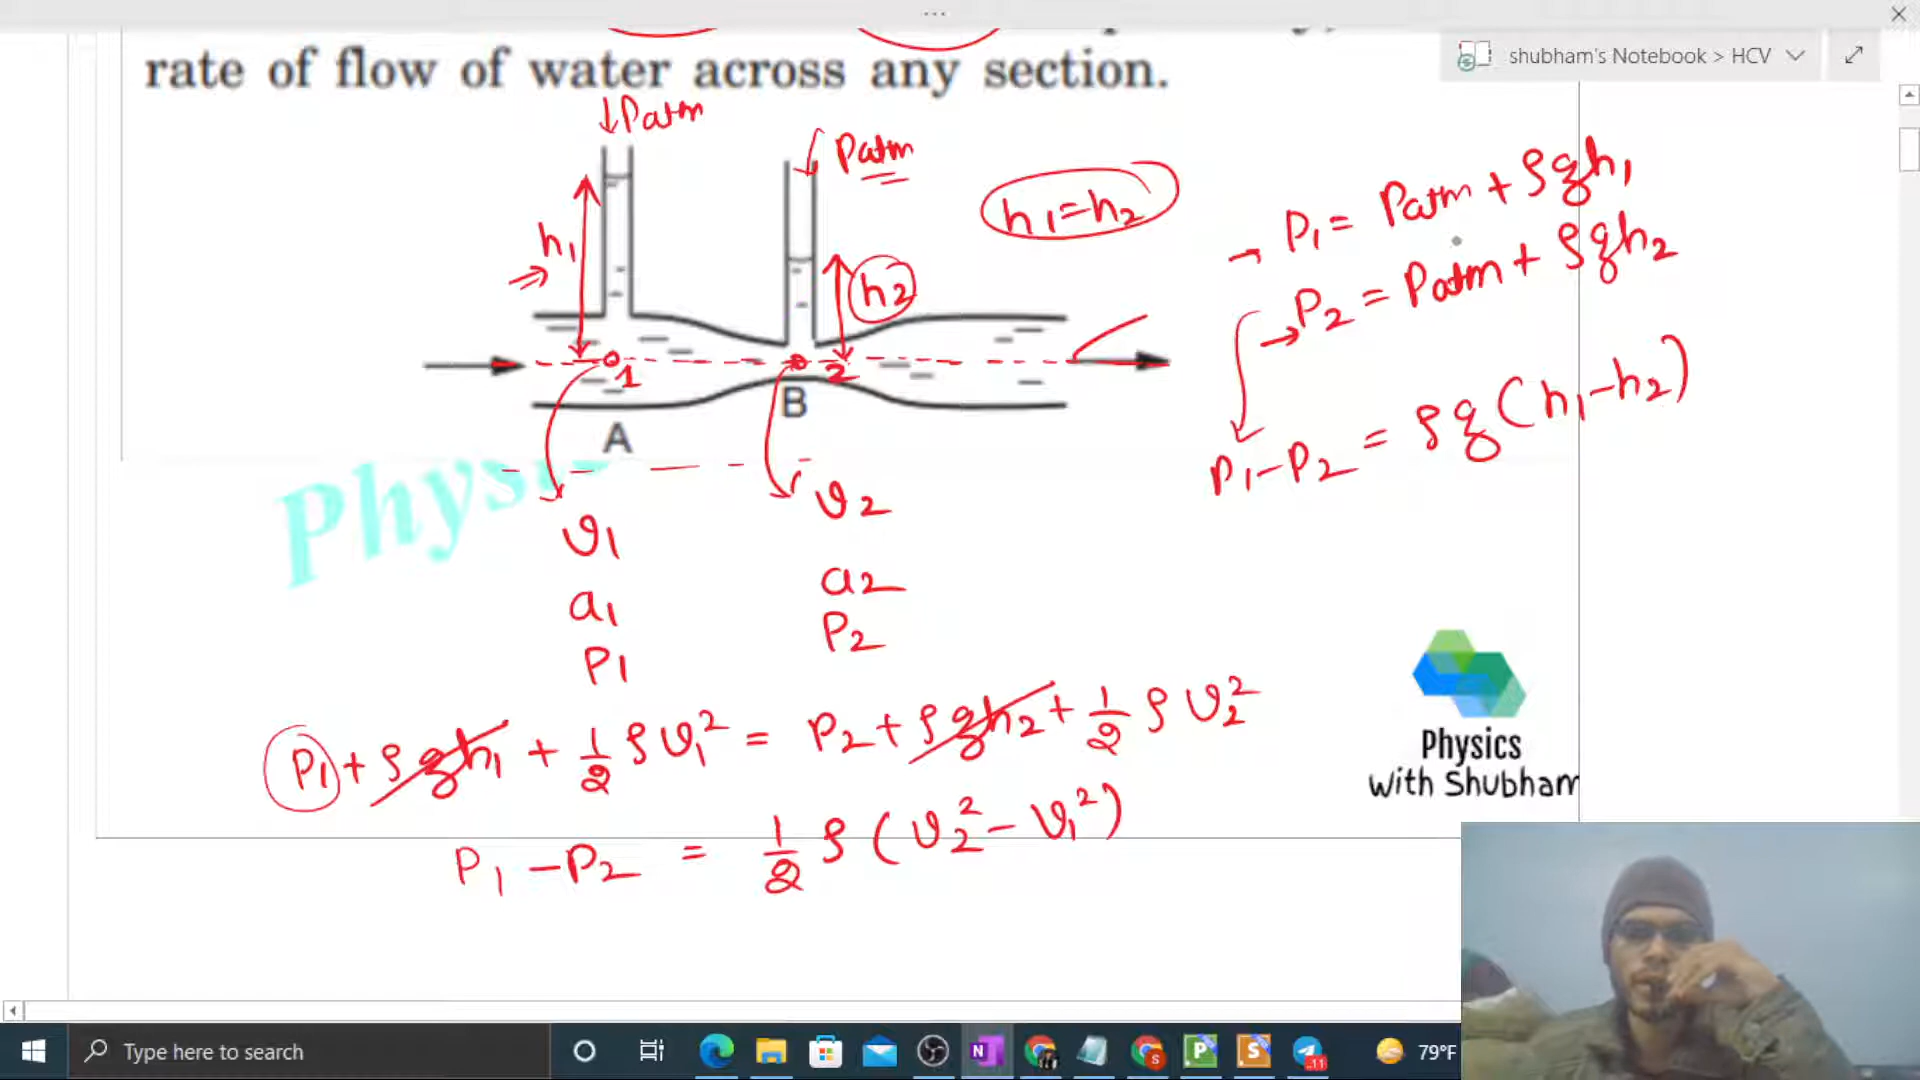 shubham's Notebook > HCV
rate of flow of water across any section.
Patm
Patm
h1
h2
h1=h2
P1 = Patm + ρgh1
P2 = Patm + ρgh2
P1-P2 = ρg(h1-h2)
1
2
A
B
Physi
v1
a1
P1
v2
a2
P2
P1 + ρgh1 + 1/2 ρv1² = P2 + ρgh2 + 1/2 ρv2²
P1 - P2 = 1/2 ρ(v2² - v1²)
Physics
with Shubham
Type here to search
N
S
P
S
11
79°F